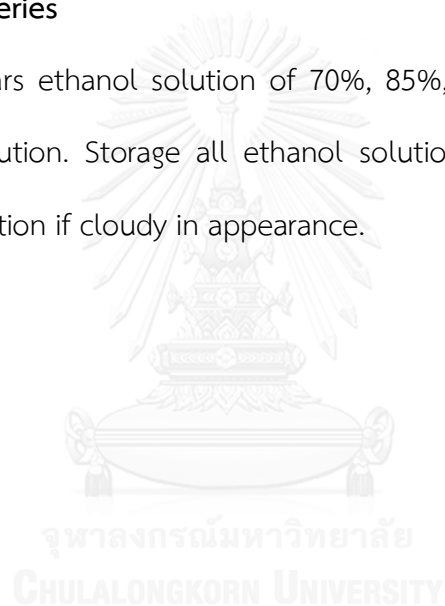 eries
ars ethanol solution of 70%, 85%,
ution. Storage all ethanol solutio
tion if cloudy in appearance.
จุฬาลงกรณ์มหาวิทยาลัย
CHULALONGKORN UNIVERSITY